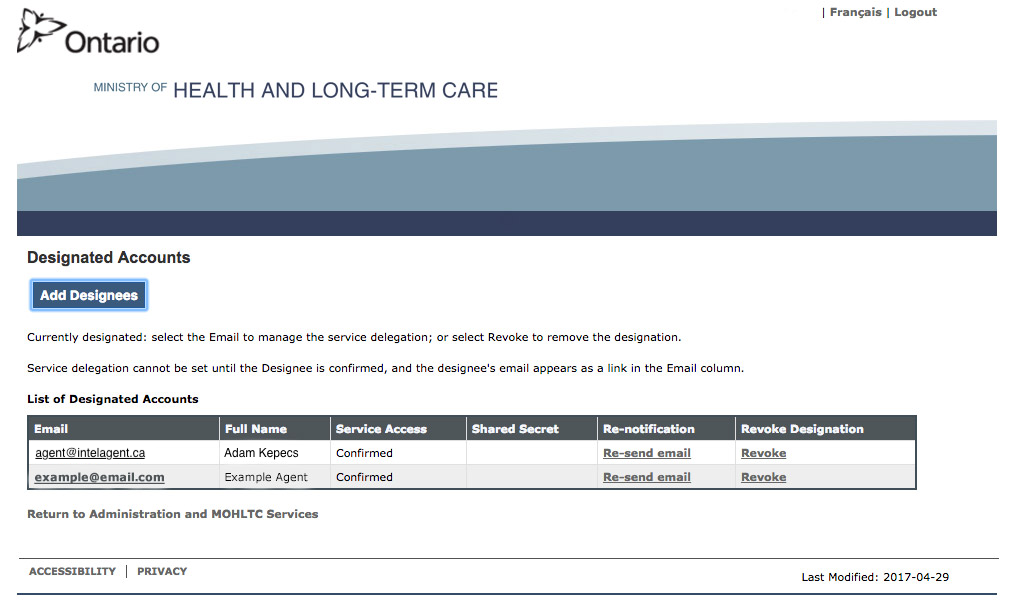 | Français | Logout
Ontario
MINISTRY OF HEALTH AND LONG-TERM CARE
Designated Accounts
Add Designees
Currently designated: select the Email to manage the service delegation; or select Revoke to remove the designation.
Service delegation cannot be set until the Designee is confirmed, and the designee's email appears as a link in the Email column.
List of Designated Accounts
Email Full Name Service Access Shared Secret Re-notification Revoke Designation
agent@intelagent.ca Adam Kepecs Confirmed Re-send email Revoke
example@email.com Example Agent Confirmed Re-send email Revoke
Return to Administration and MOHLTC Services
ACCESSIBILITY | PRIVACY
Last Modified: 2017-04-29